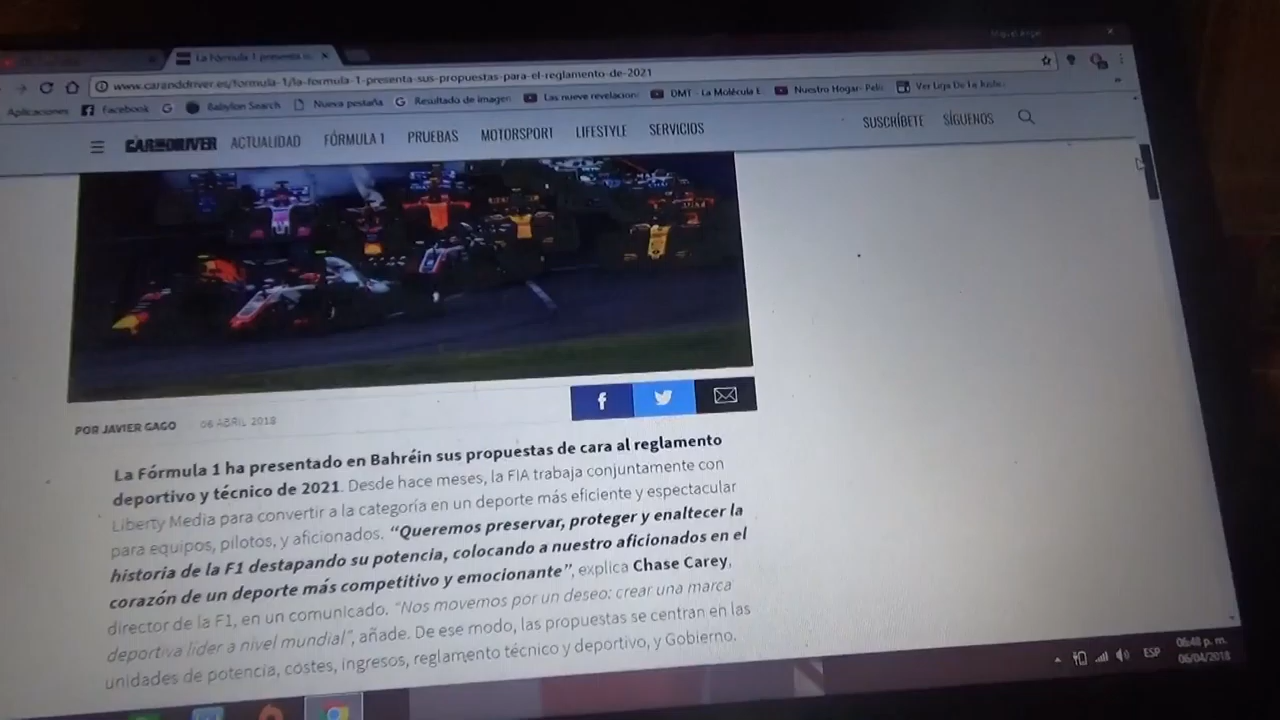 Miguel Angel
La Fórmula 1 presenta su
www.caranddriver.es/formula-1/la-formula-1-presenta-sus-propuestas-para-el-reglamento-de-2021
Aplicaciones Facebook Babylon Search Nueva pestaña Resultado de imagen Las nueve revelacion DMT - La Molécula E Nuestro Hogar- Pelí Ver Liga De La Justic
CAR AND DRIVER ACTUALIDAD FÓRMULA 1 PRUEBAS MOTORSPORT LIFESTYLE SERVICIOS SUSCRÍBETE SÍGUENOS
POR JAVIER GAGO 06 ABRIL 2018
La Fórmula 1 ha presentado en Bahréin sus propuestas de cara al reglamento
deportivo y técnico de 2021. Desde hace meses, la FIA trabaja conjuntamente con
Liberty Media para convertir a la categoría en un deporte más eficiente y espectacular
para equipos, pilotos, y aficionados. “Queremos preservar, proteger y enaltecer la
historia de la F1 destapando su potencia, colocando a nuestro aficionados en el
corazón de un deporte más competitivo y emocionante”, explica Chase Carey,
director de la F1, en un comunicado. “Nos movemos por un deseo: crear una marca
deportiva líder a nivel mundial”, añade. De ese modo, las propuestas se centran en las
unidades de potencia, costes, ingresos, reglamento técnico y deportivo, y Gobierno.
ESP 06:48 p. m.
06/04/2018